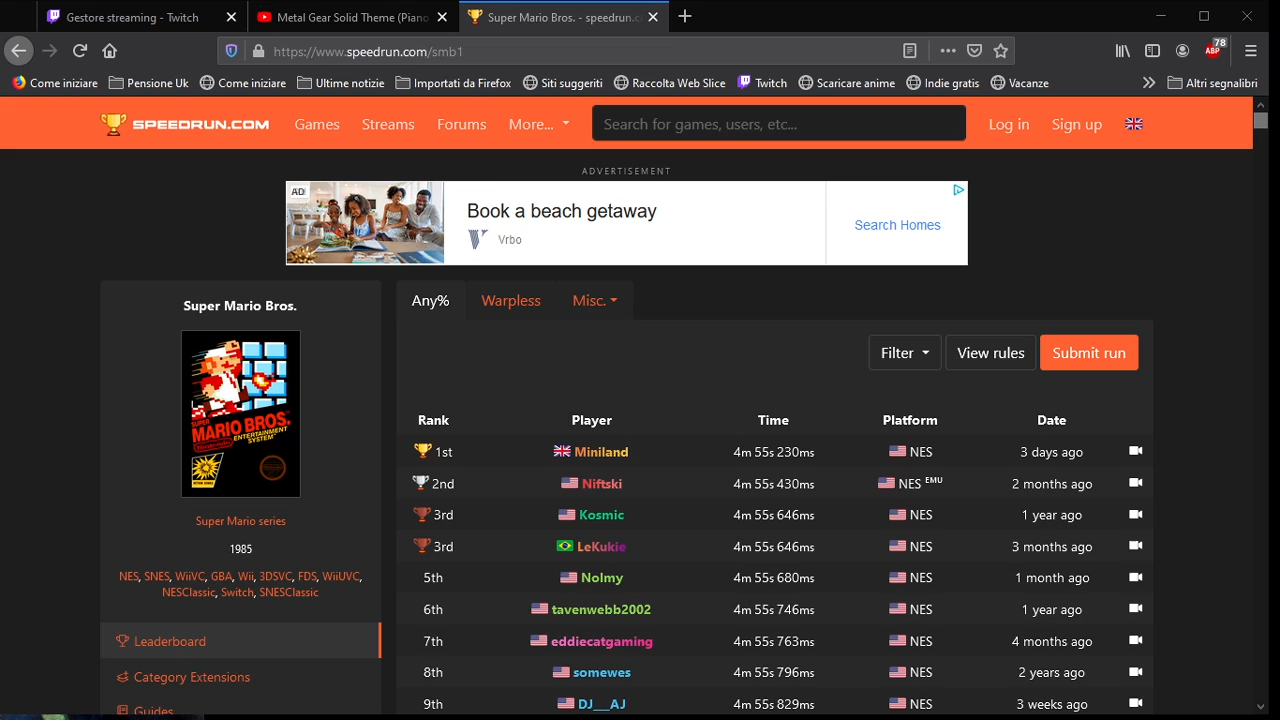 Gestore streaming - Twitch
Metal Gear Solid Theme (Piano
Super Mario Bros. - speedrun.c
https://www.speedrun.com/smb1
78
ABP
Come iniziare
Pensione Uk
Come iniziare
Ultime notizie
Importati da Firefox
Siti suggeriti
Raccolta Web Slice
Twitch
Scaricare anime
Indie gratis
Vacanze
Altri segnalibri
SPEEDRUN.COM
Games
Streams
Forums
More...
Search for games, users, etc...
Log in
Sign up
ADVERTISEMENT
AD
Book a beach getaway
Vrbo
Search Homes
Super Mario Bros.
SUPER
MARIO BROS.
ENTERTAINMENT
SYSTEM
Super Mario series
1985
NES, SNES, WiiVC, GBA, Wii, 3DSVC, FDS, WiiUVC,
NESClassic, Switch, SNESClassic
Leaderboard
Category Extensions
Guides
Any% Warpless Misc.
Filter View rules Submit run
Rank Player Time Platform Date
1st Miniland 4m 55s 230ms NES 3 days ago
2nd Niftski 4m 55s 430ms NES EMU 2 months ago
3rd Kosmic 4m 55s 646ms NES 1 year ago
3rd LeKukie 4m 55s 646ms NES 3 months ago
5th Nolmy 4m 55s 680ms NES 1 month ago
6th tavenwebb2002 4m 55s 746ms NES 1 year ago
7th eddiecatgaming 4m 55s 763ms NES 4 months ago
8th somewes 4m 55s 796ms NES 2 years ago
9th DJ___AJ 4m 55s 829ms NES 3 weeks ago